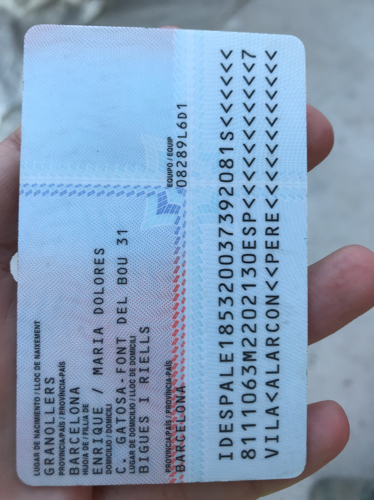 LUGAR DE NACIMIENTO / LLOC DE NAIXEMENT
GRANOLLERS
PROVINCIA/PAÍS / PROVÍNCIA-PAÍS
BARCELONA
HIJO/A DE / FILL/A DE
ENRIQUE / MARIA DOLORES
DOMICILIO / DOMICILI
C. GATOSA-FONT DEL BOU 31
LUGAR DE DOMICILIO / LLOC DE DOMICILI
BIGUES I RIELLS
PROVINCIA/PAÍS / PROVÍNCIA-PAÍS
BARCELONA
EQUIPO / EQUIP
08289L6D1
IDESPALE185320037392081S<<<<<<
8111063M2202130ESP<<<<<<<<<<<7
VILA<ALARCON<<PERE<<<<<<<<<<<<